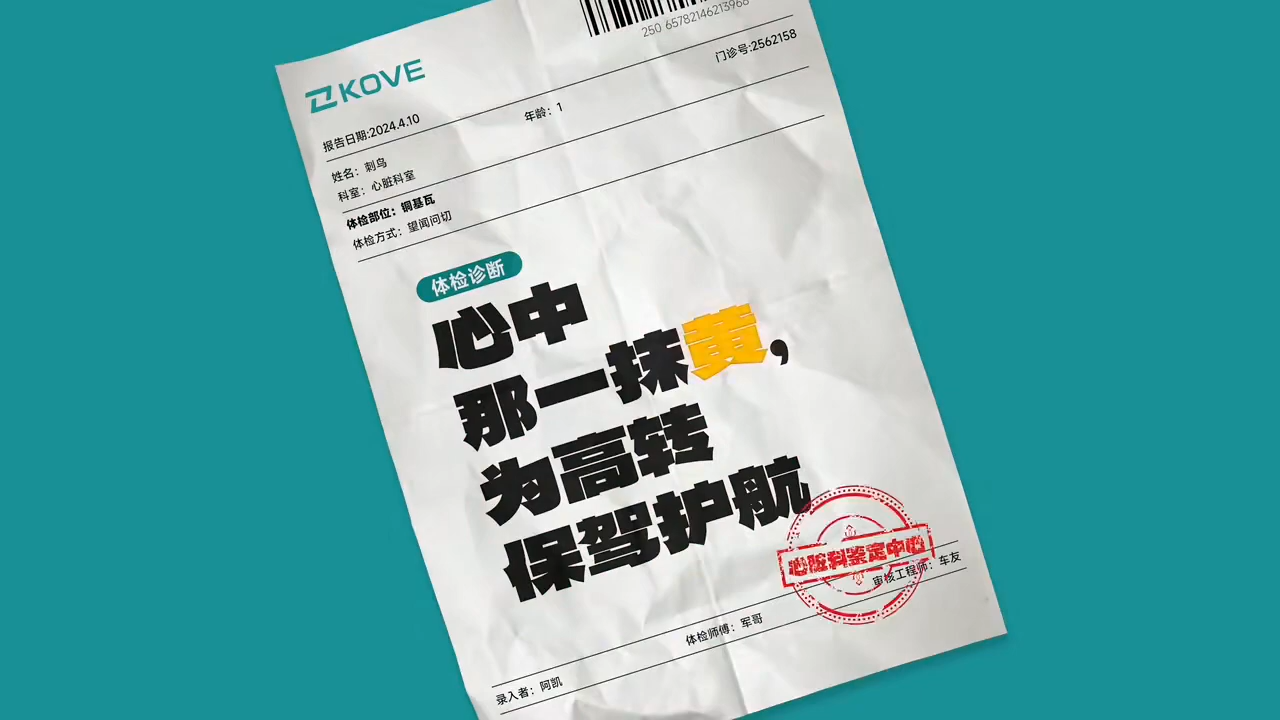 250 65782146213968
KOVE
门诊号:2562158
报告日期:2024.4.10
年龄：1
姓名：刺鸟
科室：心脏科室
体检部位：铜基瓦
体检方式：望闻问切
体检诊断
心中
那一抹黄，
为高转
保驾护航
心脏科鉴定中心
审核工程师：车友
体检师傅：军哥
录入者：阿凯